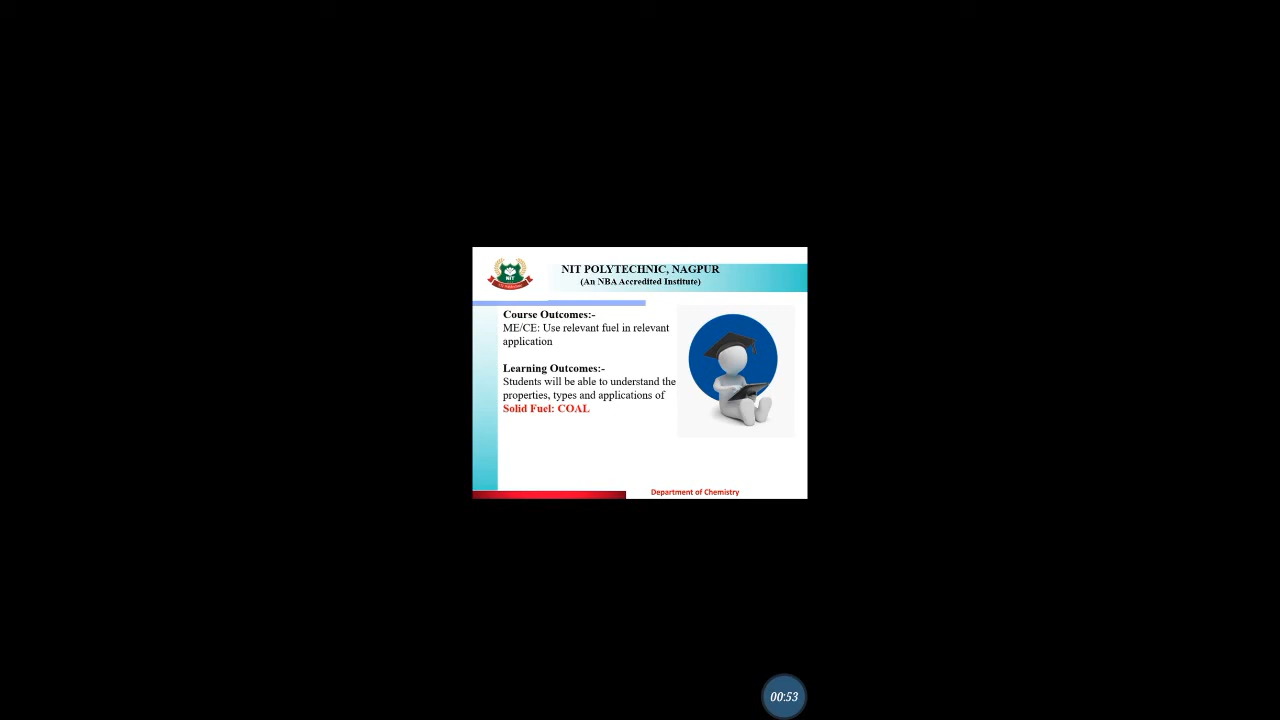 NIT POLYTECHNIC, NAGPUR
(An NBA Accredited Institute)
NIT
Course Outcomes:-
ME/CE: Use relevant fuel in relevant
application
Learning Outcomes:-
Students will be able to understand the
properties, types and applications of
Solid Fuel: COAL
Department of Chemistry
00:53